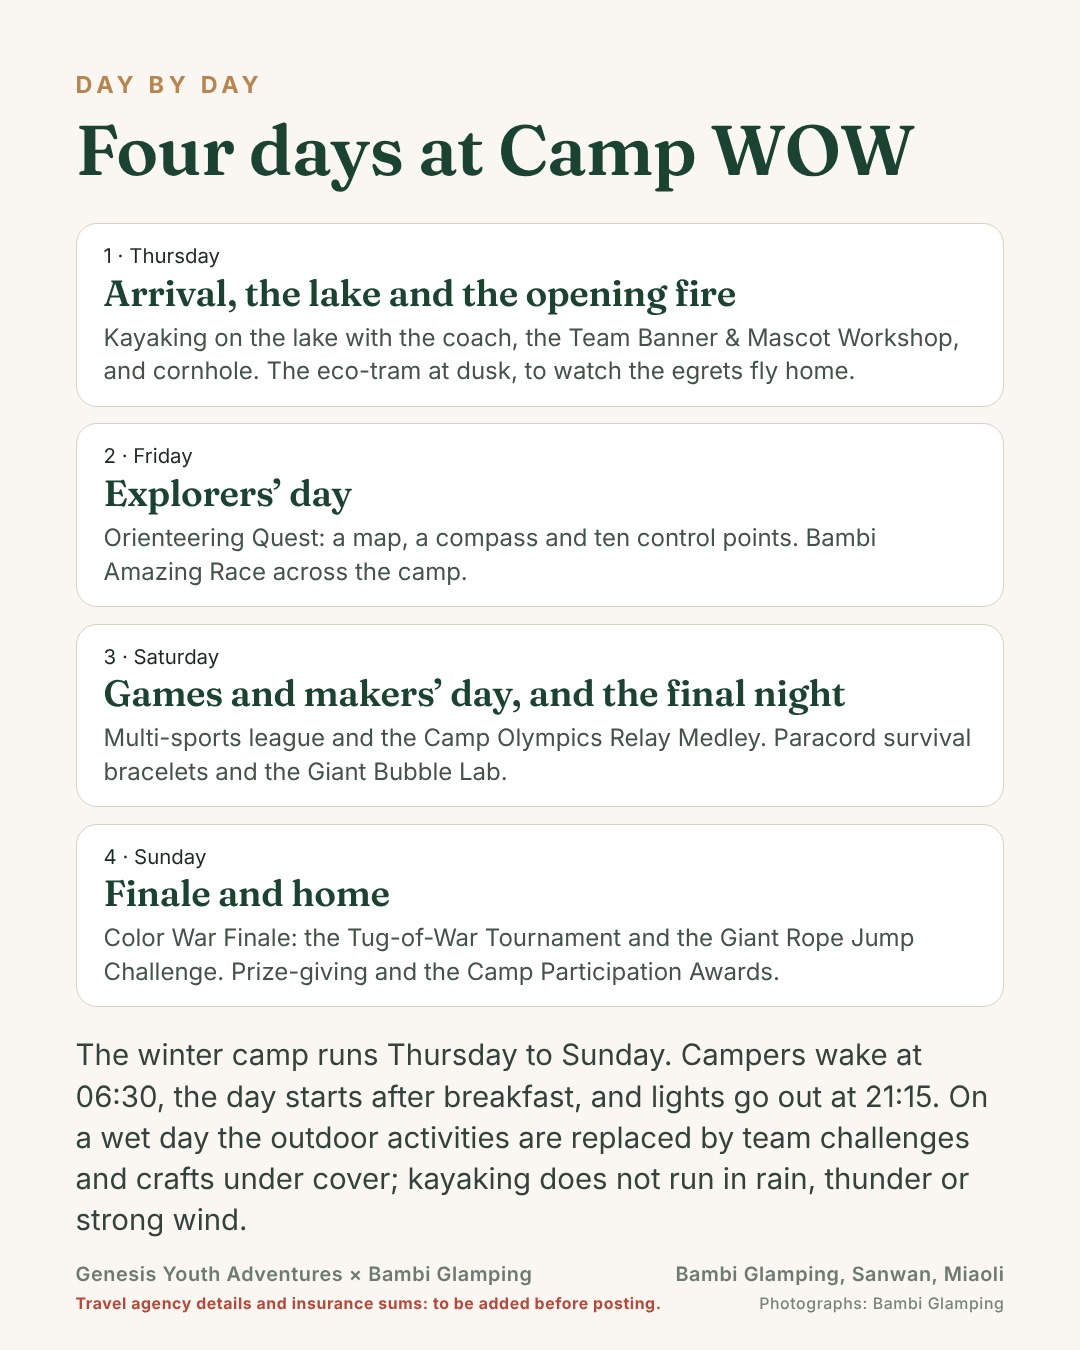 DAY BY DAY
Four days at Camp WOW
1 · Thursday
Arrival, the lake and the opening fire
Kayaking on the lake with the coach, the Team Banner & Mascot Workshop,
and cornhole. The eco-tram at dusk, to watch the egrets fly home.
2 · Friday
Explorers’ day
Orienteering Quest: a map, a compass and ten control points. Bambi
Amazing Race across the camp.
3 · Saturday
Games and makers’ day, and the final night
Multi-sports league and the Camp Olympics Relay Medley. Paracord survival
bracelets and the Giant Bubble Lab.
4 · Sunday
Finale and home
Color War Finale: the Tug-of-War Tournament and the Giant Rope Jump
Challenge. Prize-giving and the Camp Participation Awards.
The winter camp runs Thursday to Sunday. Campers wake at
06:30, the day starts after breakfast, and lights go out at 21:15. On
a wet day the outdoor activities are replaced by team challenges
and crafts under cover; kayaking does not run in rain, thunder or
strong wind.
Genesis Youth Adventures × Bambi Glamping
Bambi Glamping, Sanwan, Miaoli
Travel agency details and insurance sums: to be added before posting.
Photographs: Bambi Glamping